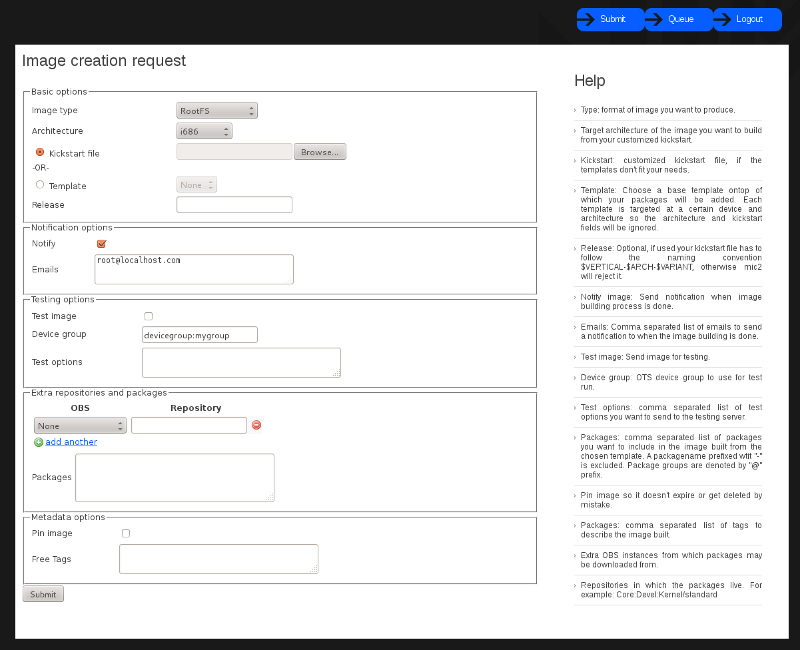 Submit Queue Logout
Image creation request
Basic options
Image type RootFS
Architecture i686
Kickstart file Browse...
-OR-
Template None
Release
Notification options
Notify
Emails root@localhost.com
Testing options
Test image
Device group devicegroup:mygroup
Test options
Extra repositories and packages
OBS Repository
None
add another
Packages
Metadata options
Pin image
Free Tags
Submit
Help
Type: format of image you want to produce.
Target architecture of the image you want to build
from your customized kickstart.
Kickstart: customized kickstart file, if the
templates don't fit your needs.
Template: Choose a base template ontop of
which your packages will be added. Each
template is targeted at a certain device and
architecture so the architecture and kickstart
fields will be ignored.
Release: Optional, if used your kickstart file has to
follow the naming convention
$VERTICAL-$ARCH-$VARIANT, otherwise mic2
will reject it.
Notify image: Send notification when image
building process is done.
Emails: Comma separated list of emails to send
a notification to when the image building is done.
Test image: Send image for testing.
Device group: OTS device group to use for test
run.
Test options: comma separated list of test
options you want to send to the testing server.
Packages: comma separated list of packages
you want to include in the image built from the
chosen template. A packagename prefixed wtit "-"
is excluded. Package groups are denoted by "@"
prefix.
Pin image so it doesn't expire or get deleted by
mistake.
Packages: comma separated list of tags to
describe the image built.
Extra OBS instances from which packages may
be downloaded from.
Repositories in which the packages live. For
example: Core:Devel:Kernel/standard